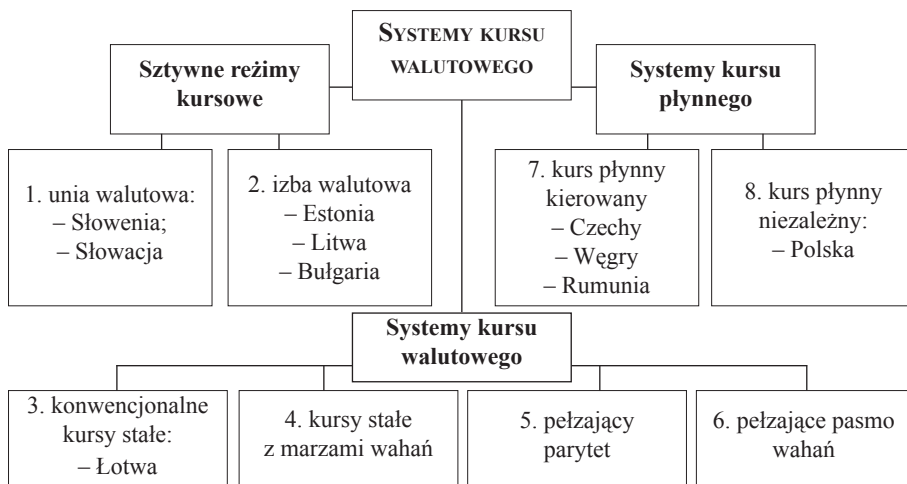 SYSTEMY KURSU
WALUTOWEGO
Sztywne reżimy
kursowe
Systemy kursu
płynnego
1. unia walutowa:
– Słowenia;
– Słowacja
2. izba walutowa
– Estonia
– Litwa
– Bułgaria
7. kurs płynny
kierowany
– Czechy
– Węgry
– Rumunia
8. kurs płynny
niezależny:
– Polska
Systemy kursu
walutowego
3. konwencjonalne
kursy stałe:
– Łotwa
4. kursy stałe
z marzami wahań
5. pełzający
parytet
6. pełzające pasmo
wahań